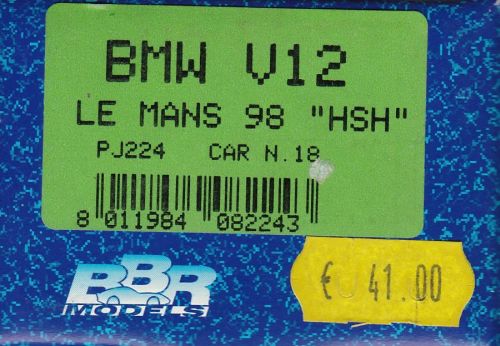 BMW V12
LE MANS 98 "HSH"
PJ224 CAR N.18
8 011984 082243
€ 41.00
BBR
MODELS